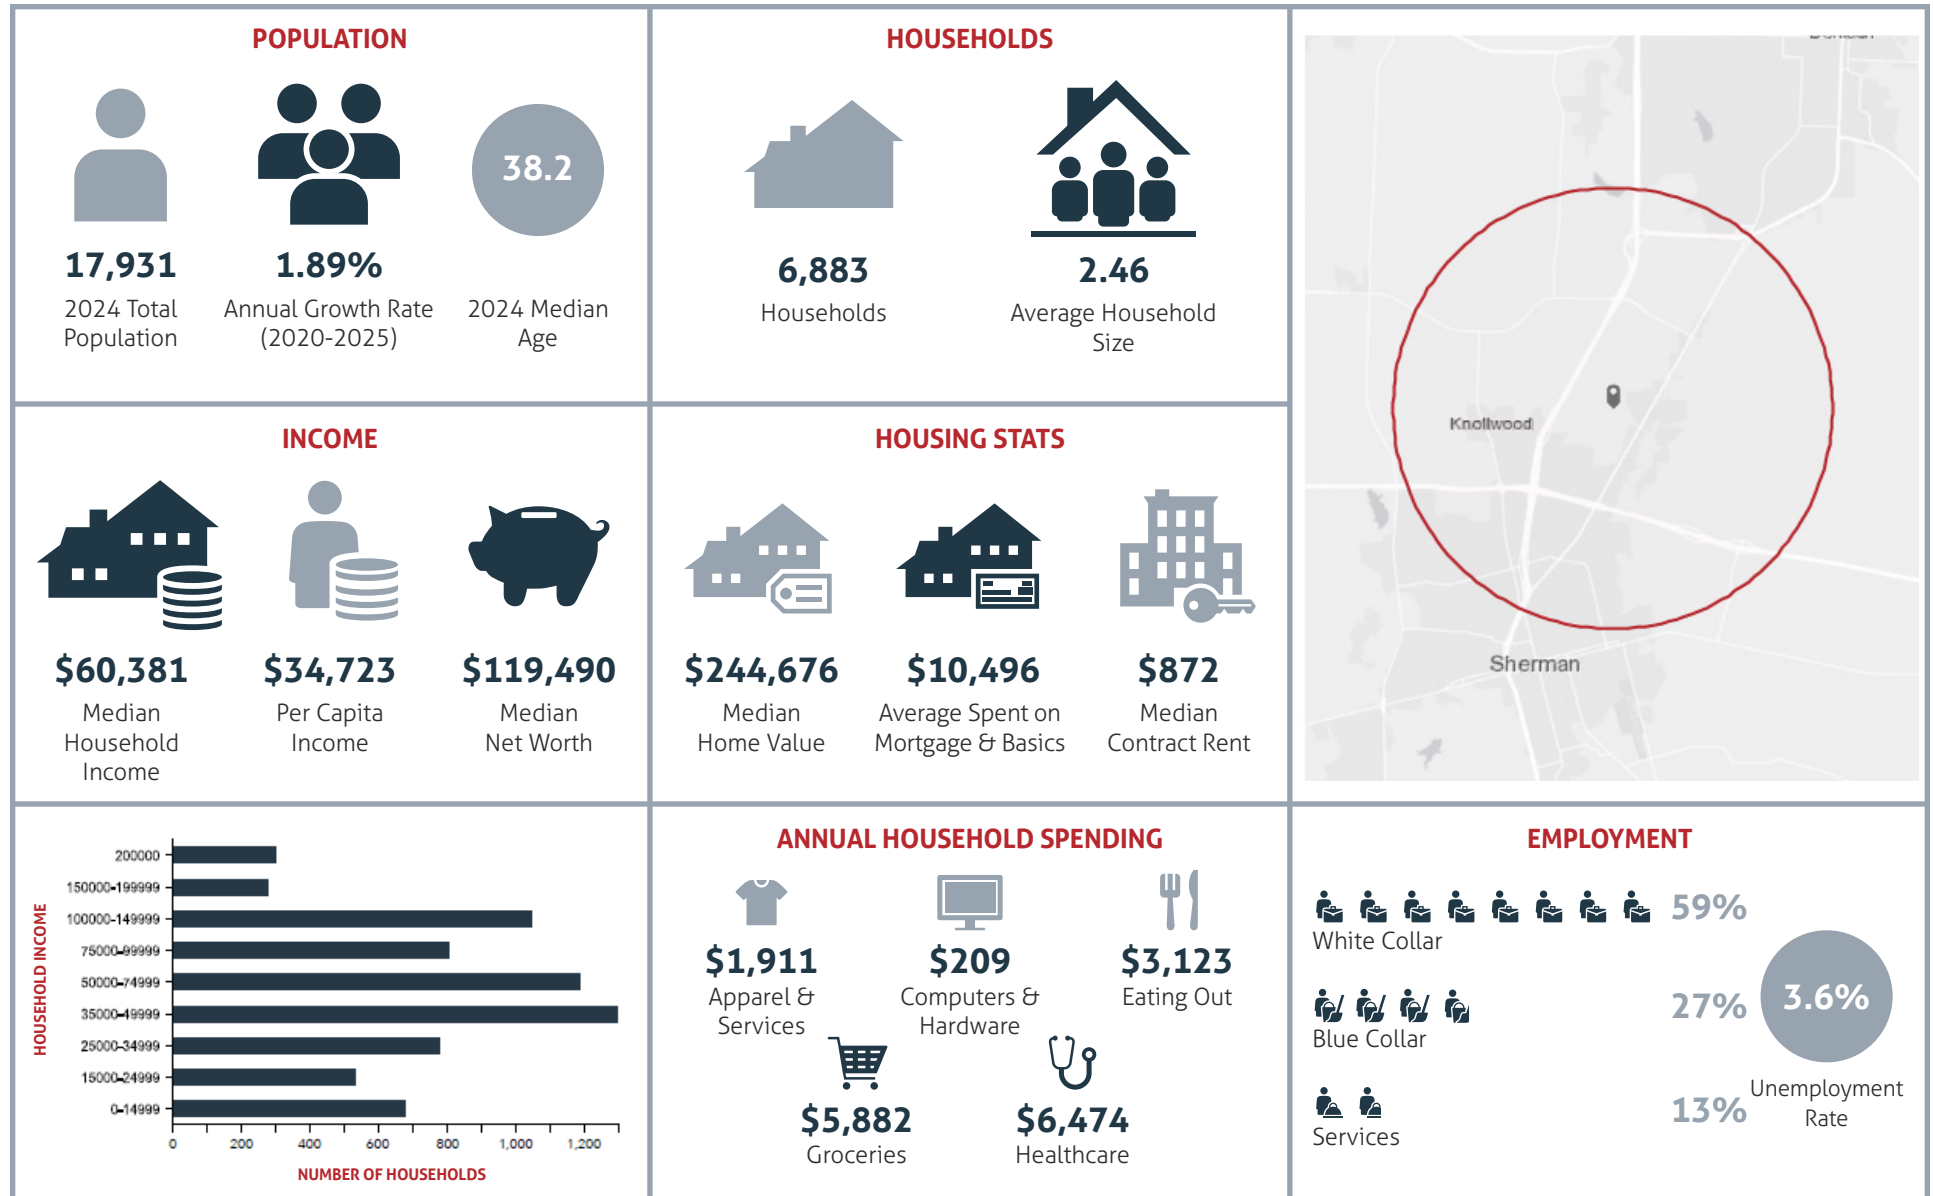 POPULATION
38.2
17,931
2024 Total
Population
1.89%
Annual Growth Rate
(2020-2025)
2024 Median
Age
HOUSEHOLDS
6,883
Households
2.46
Average Household
Size
Knollwood
Sherman
INCOME
$60,381
Median
Household
Income
$34,723
Per Capita
Income
$119,490
Median
Net Worth
HOUSING STATS
$244,676
Median
Home Value
$10,496
Average Spent on
Mortgage & Basics
$872
Median
Contract Rent
HOUSEHOLD INCOME
200000
150000-199999
100000-149999
75000-99999
50000-74999
35000-49999
25000-34999
15000-24999
0-14999
0 200 400 600 800 1,000 1,200
NUMBER OF HOUSEHOLDS
ANNUAL HOUSEHOLD SPENDING
$1,911
Apparel &
Services
$209
Computers &
Hardware
$3,123
Eating Out
$5,882
Groceries
$6,474
Healthcare
EMPLOYMENT
59%
White Collar
27%
Blue Collar
13%
Services
3.6%
Unemployment
Rate